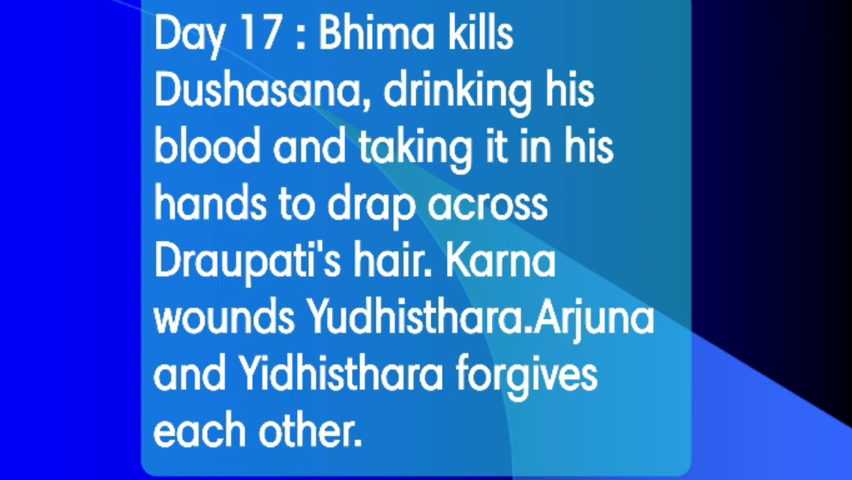 Day 17 : Bhima kills
Dushasana, drinking his
blood and taking it in his
hands to drap across
Draupati's hair. Karna
wounds Yudhisthara.Arjuna
and Yidhisthara forgives
each other.